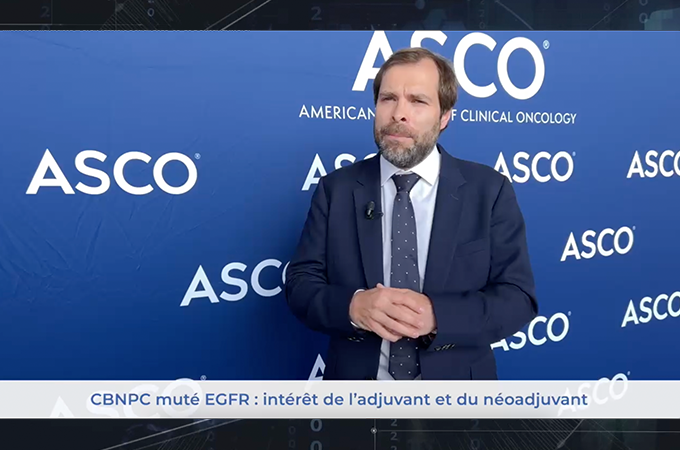 ASCO®
AMERICAN
OF CLINICAL ONCOLOGY
ASCO®
ASCO
ASCO®
ASCO®
ASCO®
ASCO
ASCO®
ASCO®
CBNPC muté EGFR : intérêt de l’adjuvant et du néoadjuvant